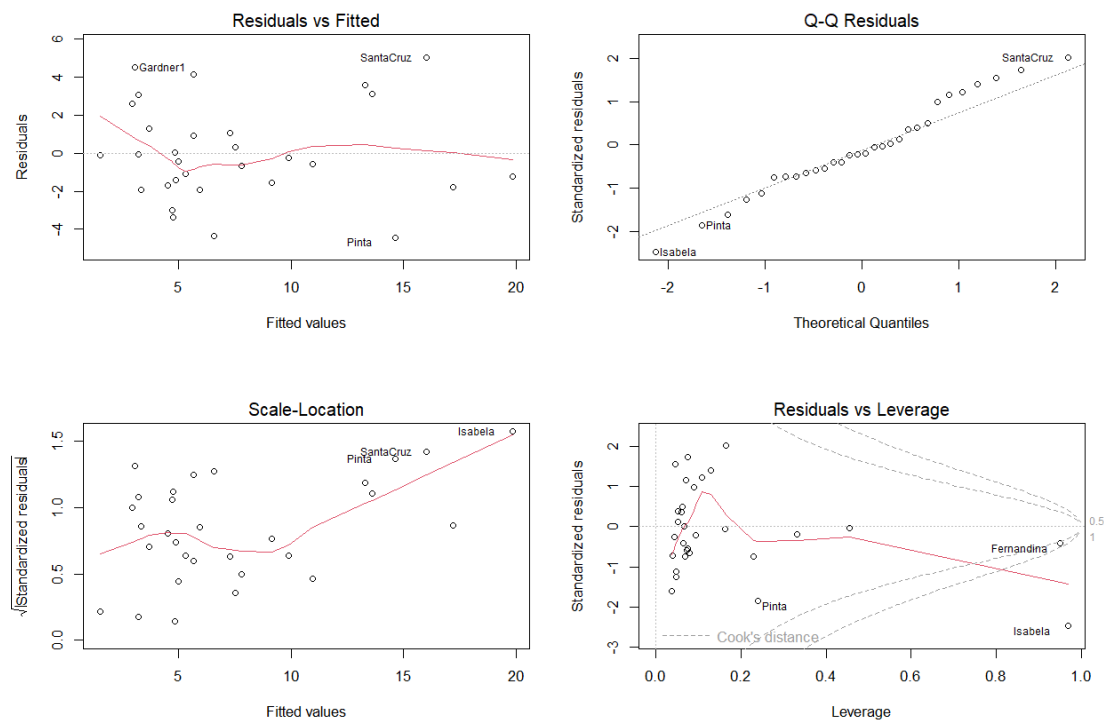 Residuals vs Fitted
Residuals
6
4
2
0
-2
-4
Gardner1
SantaCruz
Pinta
5
10
15
20
Fitted values
Q-Q Residuals
Standardized residuals
2
1
0
-1
-2
SantaCruz
Pinta
Isabela
-2
-1
0
1
2
Theoretical Quantiles
Scale-Location
√|Standardized residuals|
1.5
1.0
0.5
0.0
Isabela
SantaCruz
Pinta
5
10
15
20
Fitted values
Residuals vs Leverage
Standardized residuals
2
1
0
-1
-2
-3
0.5
1
Fernandina
Pinta
Isabela
Cook's distance
0.0
0.2
0.4
0.6
0.8
1.0
Leverage